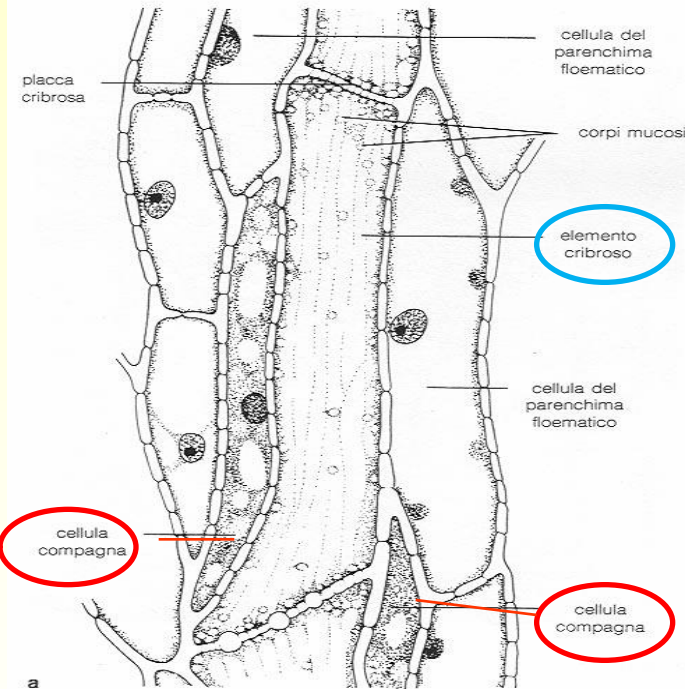 cellula del
parenchima
floematico
placca
cribrosa
corpi mucosi
elemento
cribroso
cellula del
parenchima
floematico
cellula
compagna
cellula
compagna
a